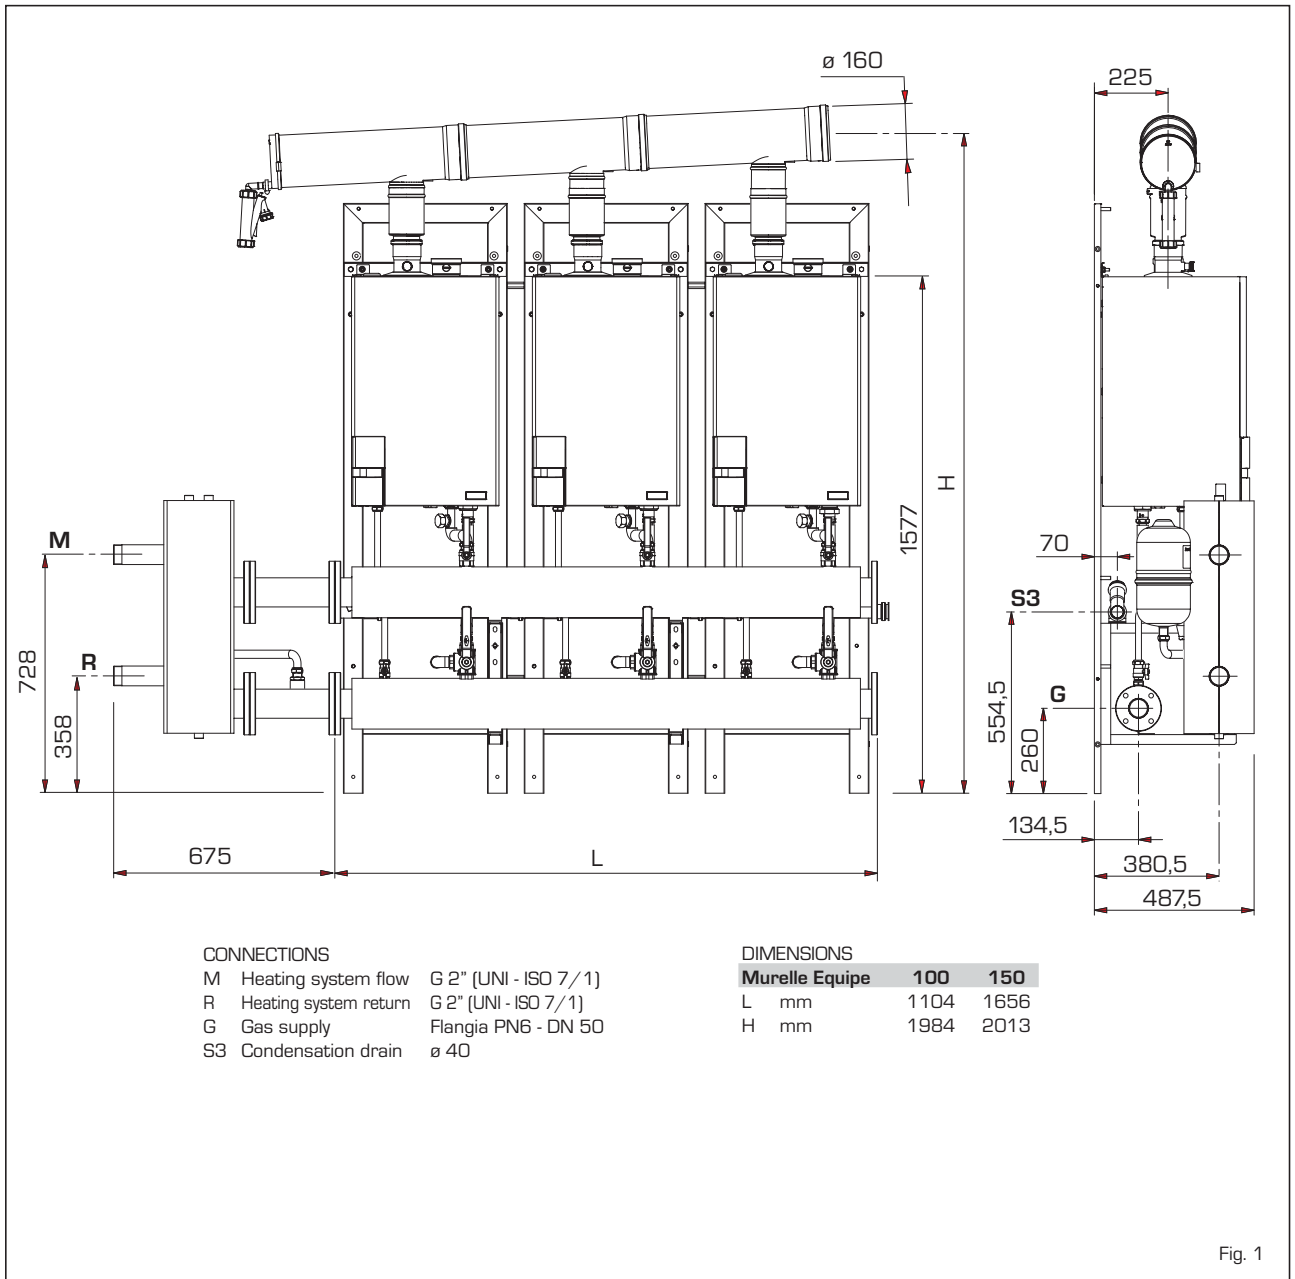 ø 160
225
M
R
728
358
675
L
1577
H
70
S3
G
554,5
260
134,5
380,5
487,5
CONNECTIONS
M Heating system flow G 2" (UNI - ISO 7/1)
R Heating system return G 2" (UNI - ISO 7/1)
G Gas supply Flangia PN6 - DN 50
S3 Condensation drain ø 40
DIMENSIONS
Murelle Equipe 100 150
L mm 1104 1656
H mm 1984 2013
Fig. 1